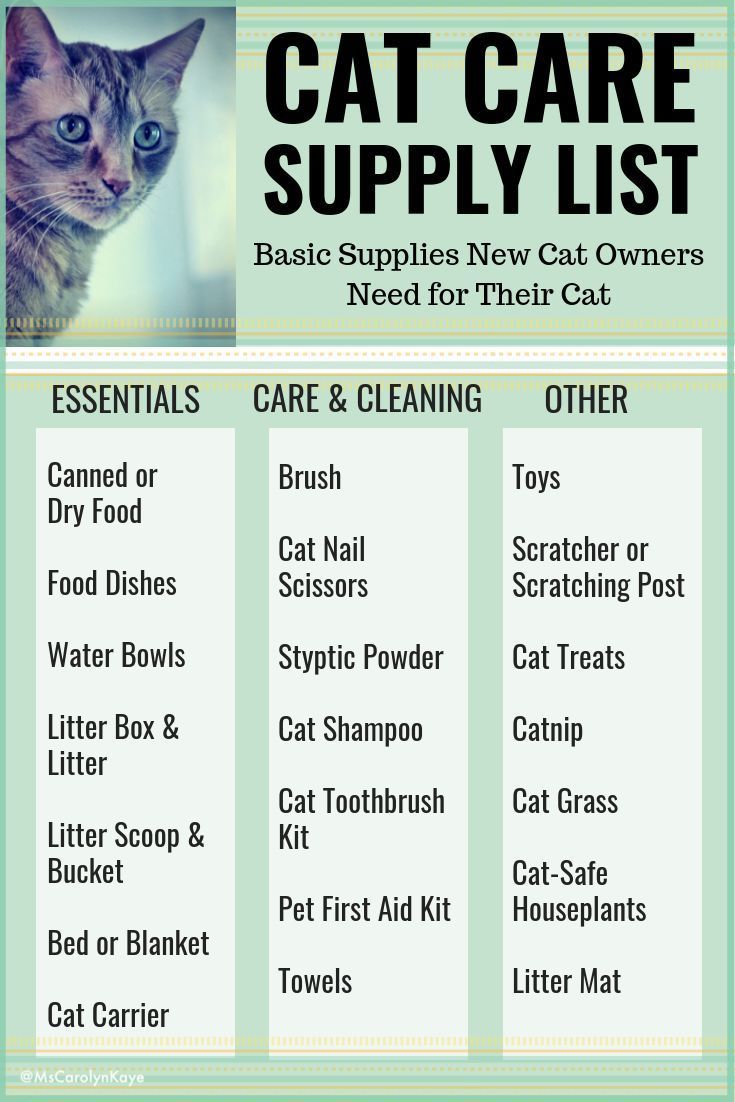 CAT CARE
SUPPLY LIST
Basic Supplies New Cat Owners
Need for Their Cat
ESSENTIALS
Canned or
Dry Food
Food Dishes
Water Bowls
Litter Box &
Litter
Litter Scoop &
Bucket
Bed or Blanket
Cat Carrier
CARE & CLEANING
Brush
Cat Nail
Scissors
Styptic Powder
Cat Shampoo
Cat Toothbrush
Kit
Pet First Aid Kit
Towels
OTHER
Toys
Scratcher or
Scratching Post
Cat Treats
Catnip
Cat Grass
Cat-Safe
Houseplants
Litter Mat
@MsCarolynKaye